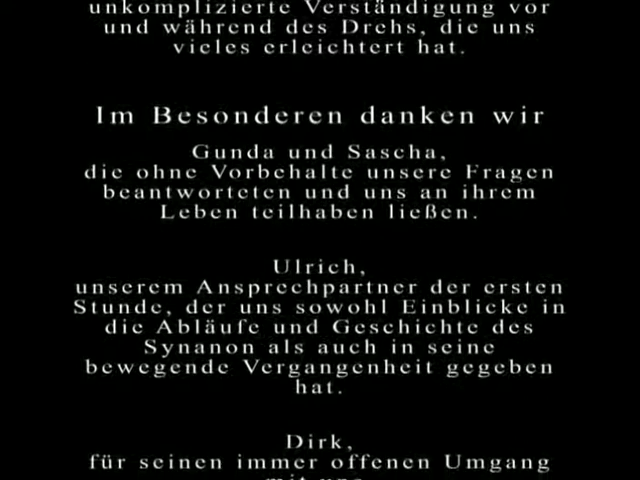 unkomplizierte Verständigung vor
und während des Drehs, die uns
vieles erleichtert hat.
Im Besonderen danken wir
Gunda und Sascha,
die ohne Vorbehalte unsere Fragen
beantworteten und uns an ihrem
Leben teilhaben ließen.
Ulrich,
unserem Ansprechpartner der ersten
Stunde, der uns sowohl Einblicke in
die Abläufe und Geschichte des
Synanon als auch in seine
bewegende Vergangenheit gegeben
hat.
Dirk,
für seinen immer offenen Umgang
mit uns